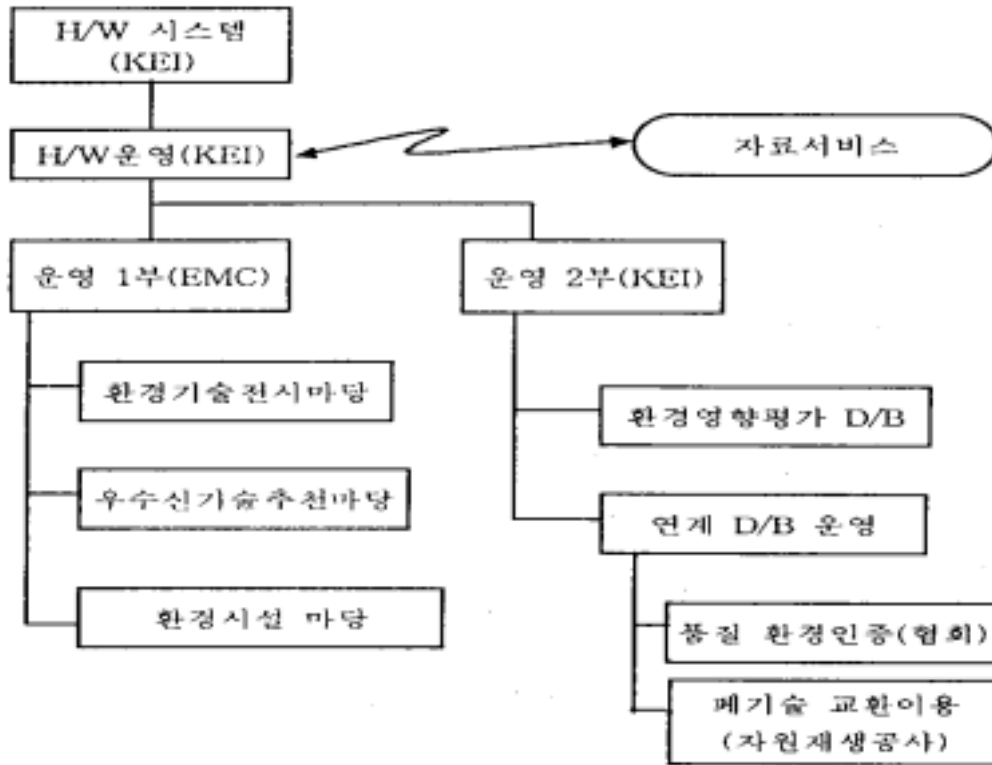 H/W 시스템
(KEI)
H/W운영(KEI)
자료서비스
운영 1부(EMC)
운영 2부(KEI)
환경기술전시마당
우수신기술추천마당
환경시설 마당
환경영향평가 D/B
연계 D/B 운영
품질 환경인증(협회)
폐기술 교환이용
(자원재생공사)